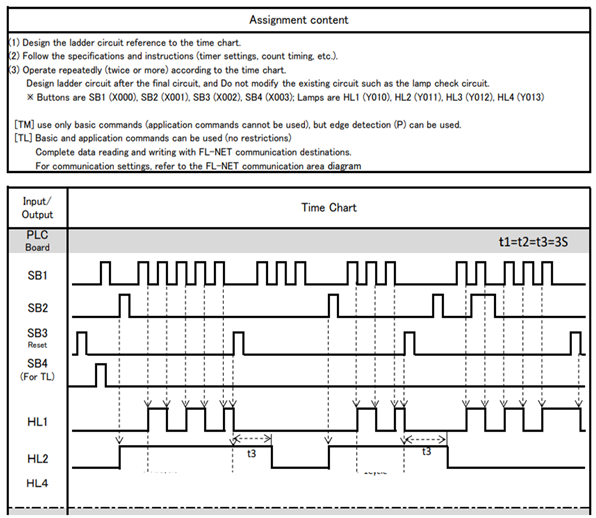 Assignment content
(1) Design the ladder circuit reference to the time chart.
(2) Follow the specifications and instructions (timer settings, count timing, etc.).
(3) Operate repeatedly (twice or more) according to the time chart.
Design ladder circuit after the final circuit, and Do not modify the existing circuit such as the lamp check circuit.
※ Buttons are SB1 (X000), SB2 (X001), SB3 (X002), SB4 (X003); Lamps are HL1 (Y010), HL2 (Y011), HL3 (Y012), HL4 (Y013)
[TM] use only basic commands (application commands cannot be used), but edge detection (P) can be used.
[TL] Basic and application commands can be used (no restrictions)
Complete data reading and writing with FL-NET communication destinations.
For communication settings, refer to the FL-NET communication area diagram
Input/
Output
Time Chart
PLC
Board
t1=t2=t3=3S
SB1
SB2
SB3
Reset
SB4
(For TL)
HL1
HL2
t3
t3
HL4